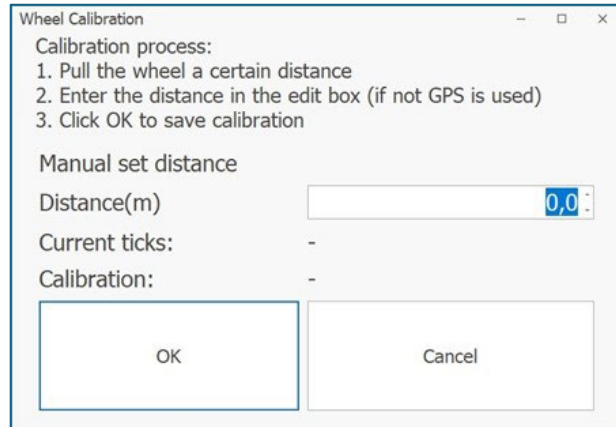 Wheel Calibration
Calibration process:
1. Pull the wheel a certain distance
2. Enter the distance in the edit box (if not GPS is used)
3. Click OK to save calibration
Manual set distance
Distance(m) 0,0
Current ticks: -
Calibration: -
OK Cancel